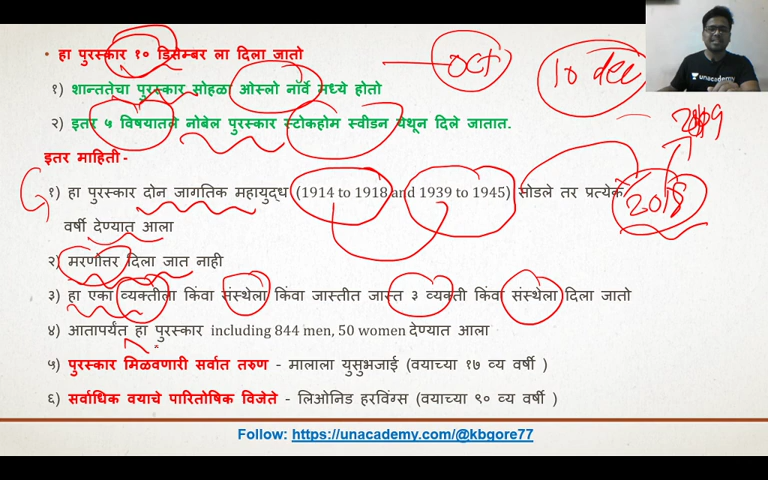 • हा पुरस्कार १० डिसेम्बर ला दिला जातो
१) शान्ततेचा पुरस्कार सोहळा ओस्लो नॉर्वे मध्ये होतो
२) इतर ५ विषयातले नोबेल पुरस्कार स्टोकहोम स्वीडन येथून दिले जातात.
इतर माहिती -
१) हा पुरस्कार दोन जागतिक महायुद्ध (1914 to 1918 and 1939 to 1945) सोडले तर प्रत्येक
वर्षी देण्यात आला
२) मरणोत्तर दिला जात नाही
३) हा एका व्यक्तीला किंवा संस्थेला किंवा जास्तीत जास्त ३ व्यक्ती किंवा संस्थेला दिला जातो
४) आतापर्यंत हा पुरस्कार including 844 men, 50 women देण्यात आला
५) पुरस्कार मिळवणारी सर्वात तरुण - मालाला युसुभजाई (वयाच्या १७ व्य वर्षी )
६) सर्वाधिक वयाचे पारितोषिक विजेते - लिओनिड हरविंग्स (वयाच्या ९० व्य वर्षी )
Follow: https://unacademy.com/@kbgore77
oct
10 dec
2019
2018
unacademy